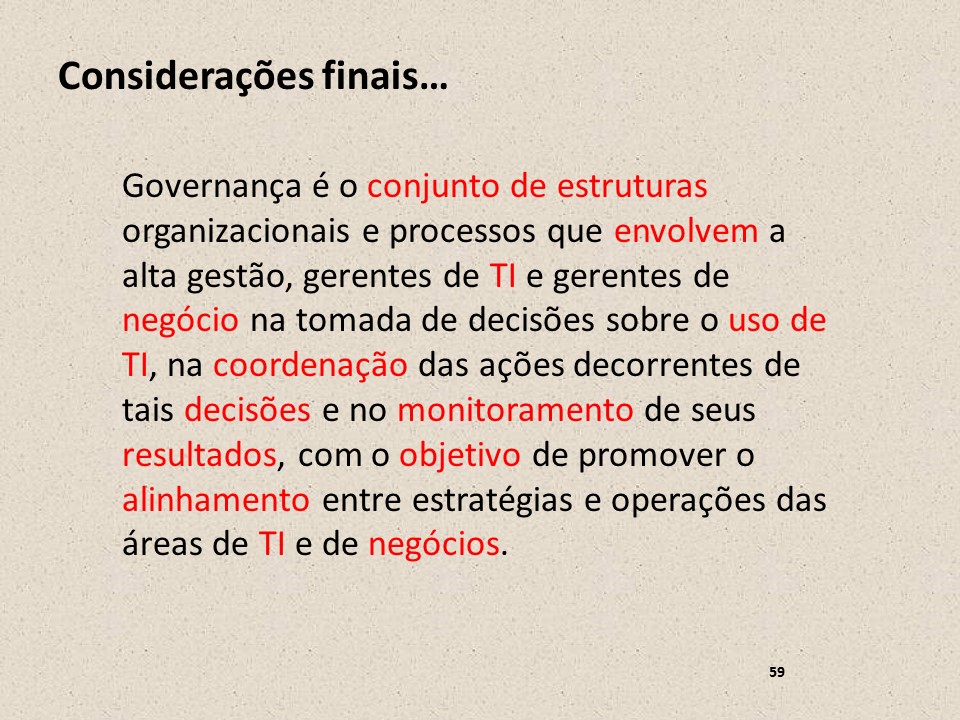 Considerações finais…
Governança é o conjunto de estruturas
organizacionais e processos que envolvem a
alta gestão, gerentes de TI e gerentes de
negócio na tomada de decisões sobre o uso de
TI, na coordenação das ações decorrentes de
tais decisões e no monitoramento de seus
resultados, com o objetivo de promover o
alinhamento entre estratégias e operações das
áreas de TI e de negócios.
59